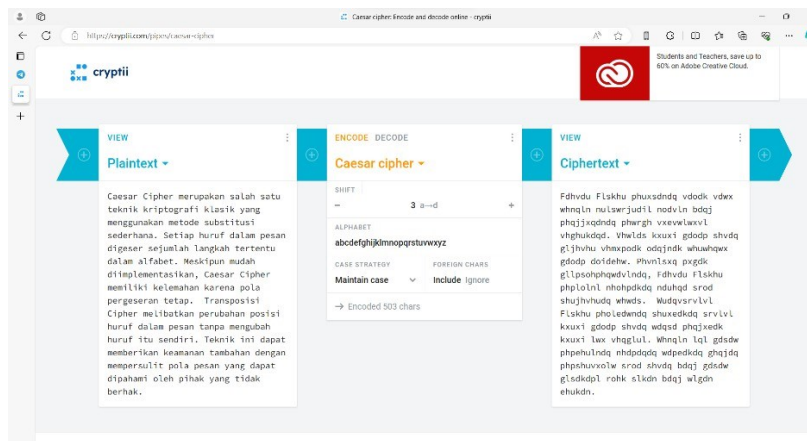 Caesar cipher: Encode and decode online - cryptii
https://cryptii.com/pipes/caesar-cipher
cryptii
Students and Teachers, save up to
60% on Adobe Creative Cloud.
VIEW
Plaintext
Caesar Cipher merupakan salah satu
teknik kriptografi klasik yang
menggunakan metode substitusi
sederhana. Setiap huruf dalam pesan
digeser sejumlah langkah tertentu
dalam alfabet. Meskipun mudah
diimplementasikan, Caesar Cipher
memiliki kelemahan karena pola
pergeseran tetap. Transposisi
Cipher melibatkan perubahan posisi
huruf dalam pesan tanpa mengubah
huruf itu sendiri. Teknik ini dapat
memberikan keamanan tambahan dengan
mempersulit pola pesan yang dapat
dipahami oleh pihak yang tidak
berhak.
ENCODE DECODE
Caesar cipher
SHIFT
− 3 a→d +
ALPHABET
abcdefghijklmnopqrstuvwxyz
CASE STRATEGY FOREIGN CHARS
Maintain case Include Ignore
→ Encoded 503 chars
VIEW
Ciphertext
Fdhvdu Flskhu phuxsdndq vdodk vdwx
whnqln nulswrjudil nodvln bdqj
phqjjxqdndq phwrgh vxevwlwxvl
vhghukdqd. Vhwlds kxuxi gdodp shvdq
gljhvhu vhmxpodk odqjndk whuwhqwx
gdodp doidehw. Phvnlsxq pxgdk
gllpsohphqwdvlndq, Fdhvdu Flskhu
phplolnl nhohpdkdq nduhqd srod
shujhvhudq whwds. Wudqvsrvlvl
Flskhu pholedwndq shuxedkdq srvlvl
kxuxi gdodp shvdq wdqsd phqjxedk
kxuxi lwx vhqglul. Whnqln lql gdsdw
phpehulndq nhdpdqdq wdpedkdq ghqjdq
phpshuvxolw srod shvdq bdqj gdsdw
glsdkdpl rohk slkdn bdqj wlgdn
ehukdn.